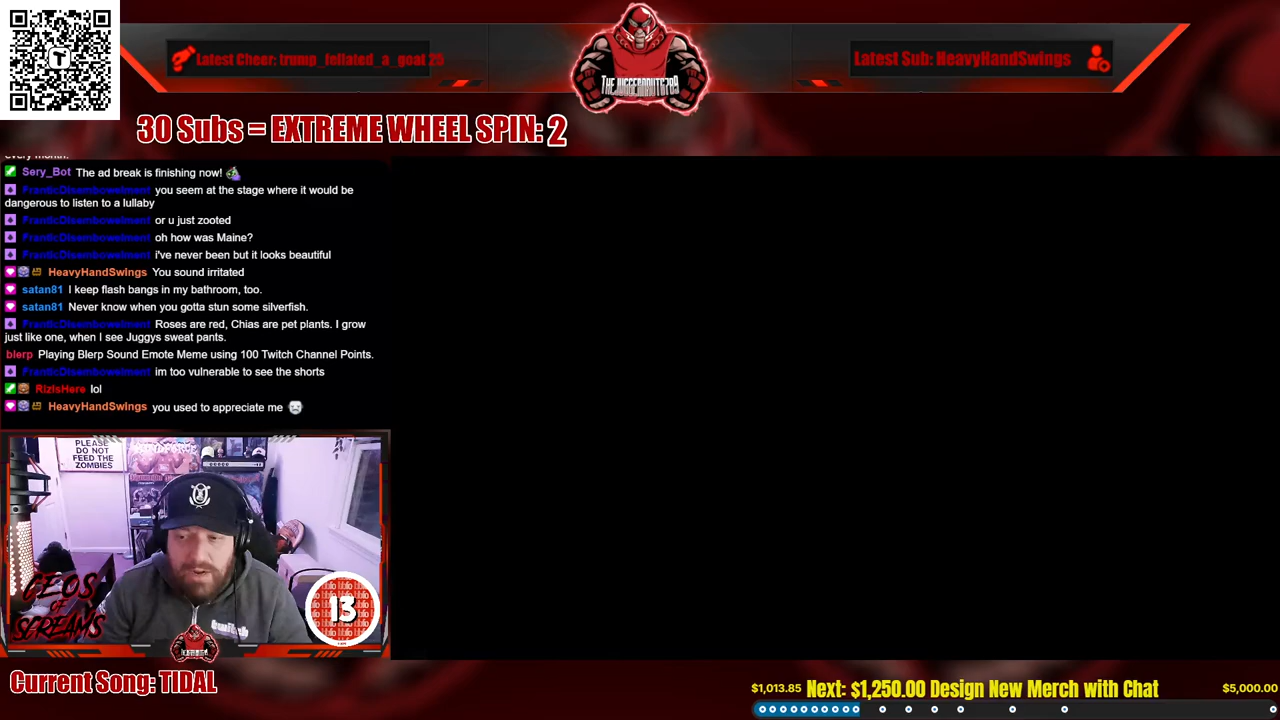 Latest Cheer: trump_fellated_a_goat 25
THEJUGGERNAUT6789
Latest Sub: HeavyHandSwings
30 Subs = EXTREME WHEEL SPIN: 2
every month!
Sery_Bot The ad break is finishing now!
FranticDisembowelment you seem at the stage where it would be
dangerous to listen to a lullaby
FranticDisembowelment or u just zooted
FranticDisembowelment oh how was Maine?
FranticDisembowelment i've never been but it looks beautiful
HeavyHandSwings You sound irritated
satan81 I keep flash bangs in my bathroom, too.
satan81 Never know when you gotta stun some silverfish.
FranticDisembowelment Roses are red, Chias are pet plants. I grow
just like one, when I see Juggys sweat pants.
blerp Playing Blerp Sound Emote Meme using 100 Twitch Channel Points.
FranticDisembowelment im too vulnerable to see the shorts
RizIsHere lol
HeavyHandSwings you used to appreciate me
PLEASE
DO NOT
FEED THE
ZOMBIES
GEOS
OF
SCREAMS
13
Current Song: TIDAL
$1,013.85 Next: $1,250.00 Design New Merch with Chat $5,000.00